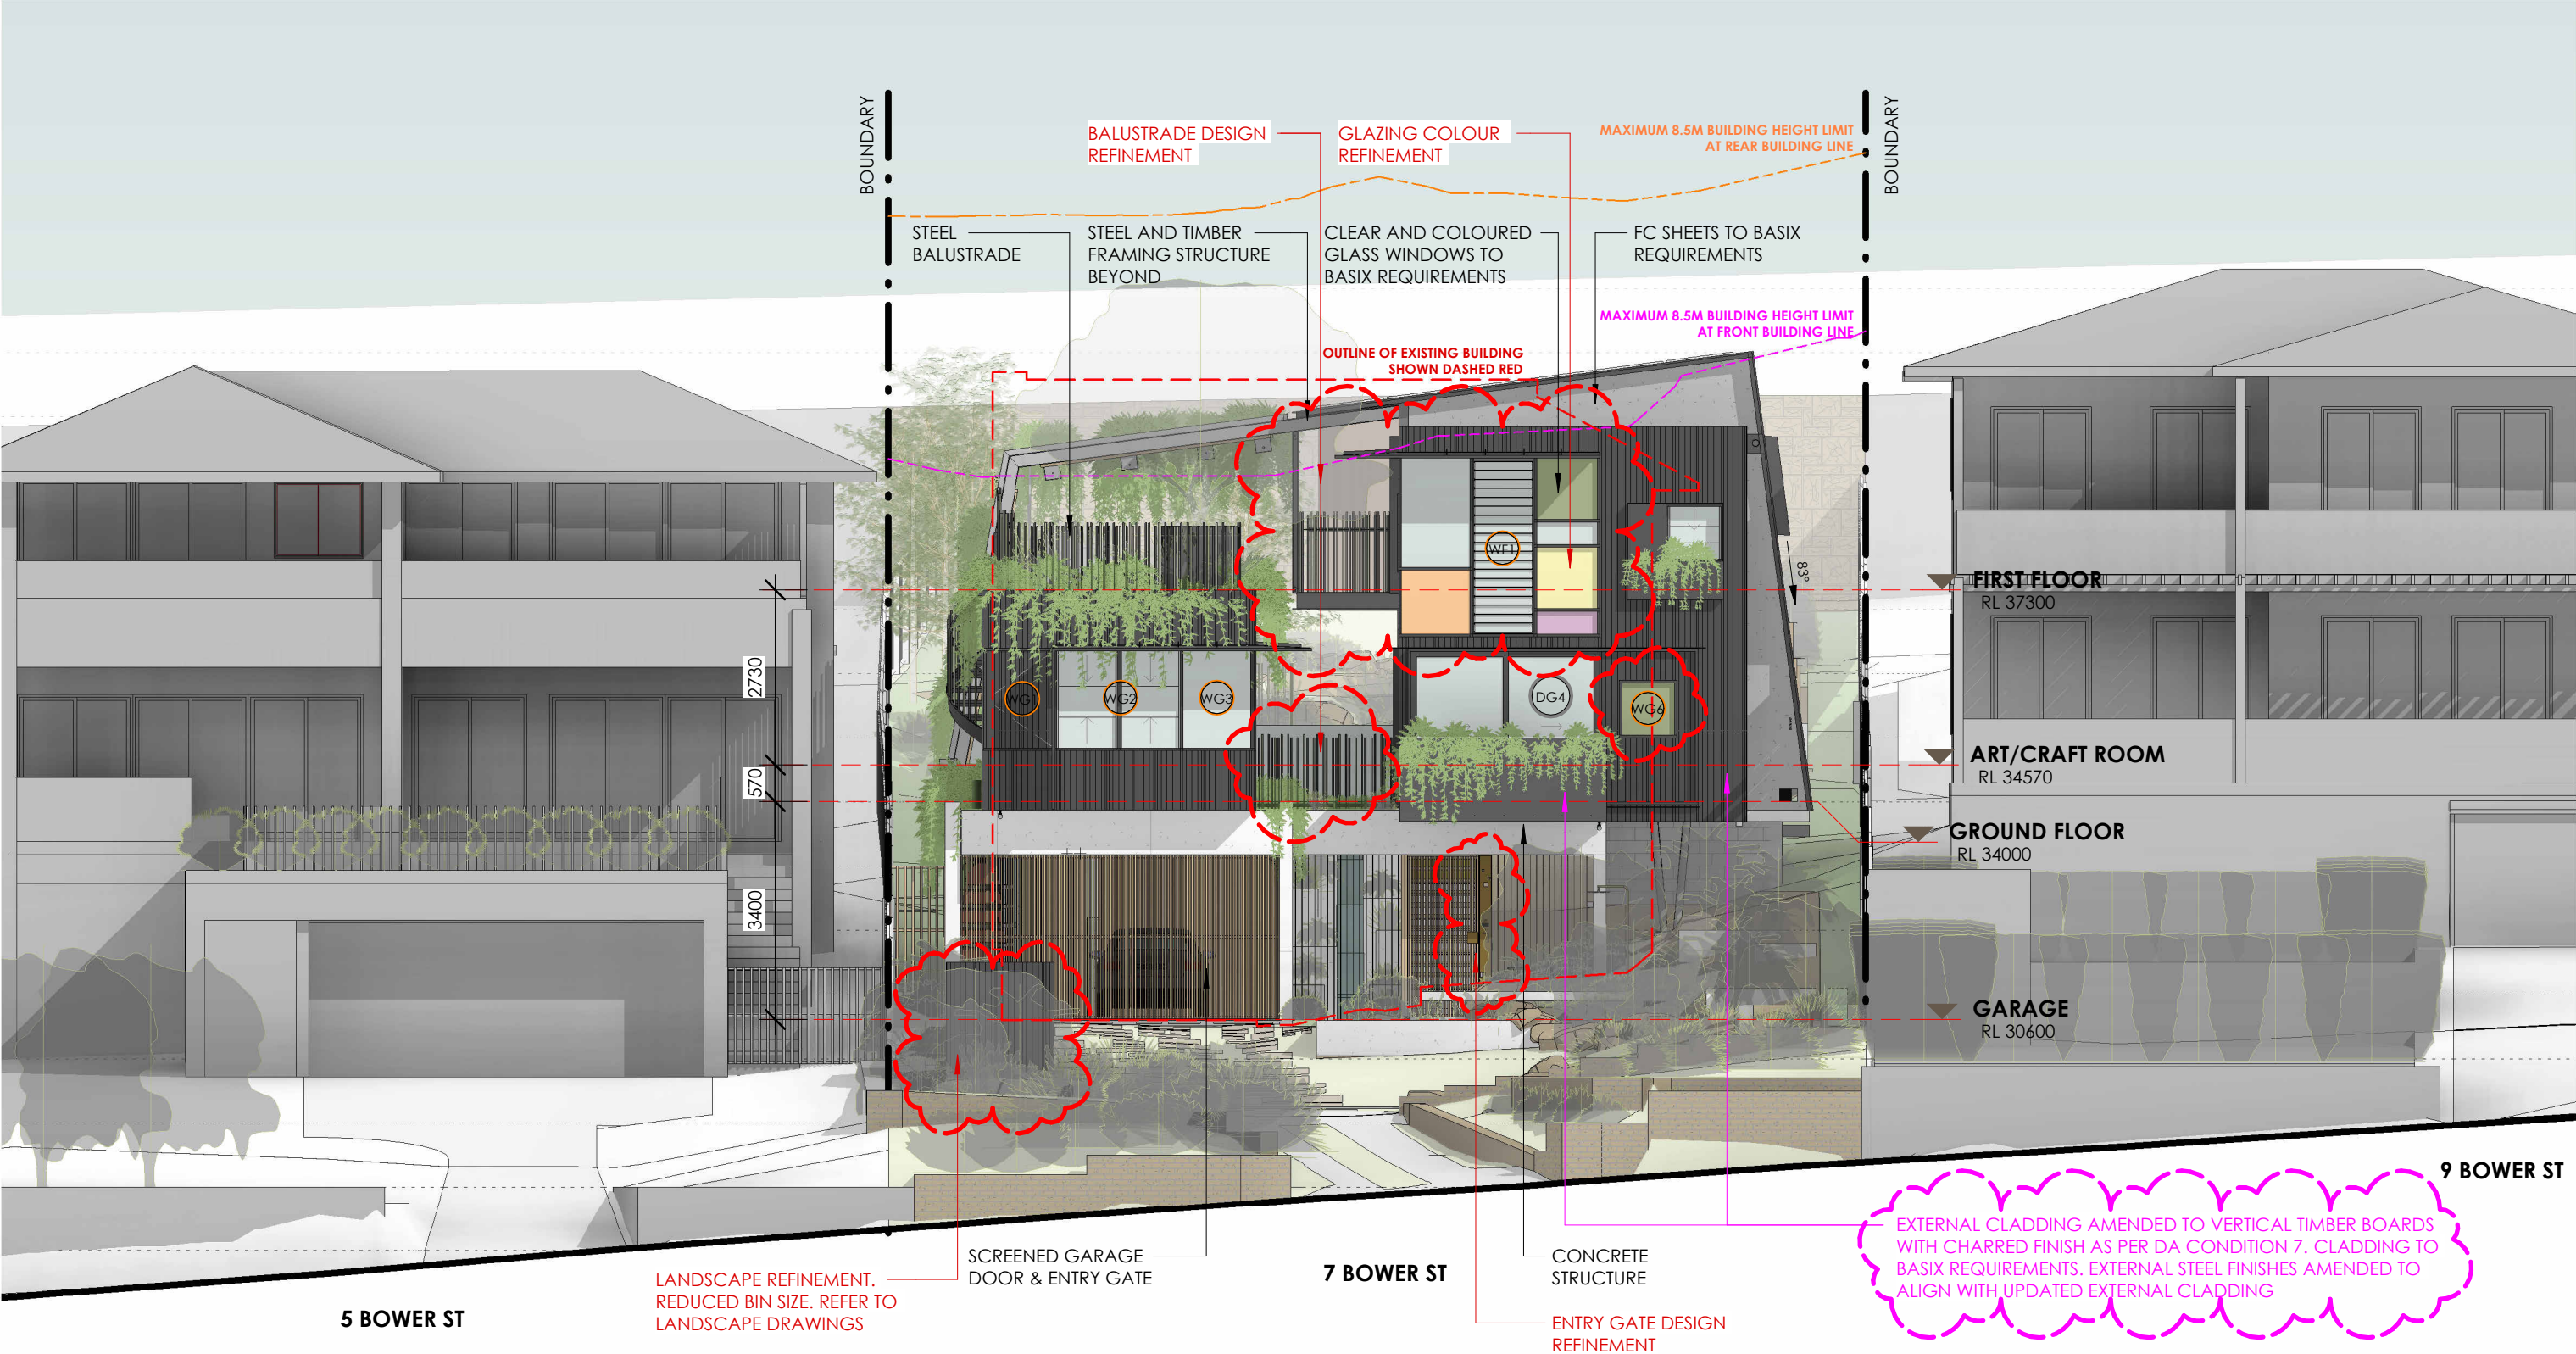 BOUNDARY
BOUNDARY
BALUSTRADE DESIGN
REFINEMENT
GLAZING COLOUR
REFINEMENT
MAXIMUM 8.5M BUILDING HEIGHT LIMIT
AT REAR BUILDING LINE
STEEL
BALUSTRADE
STEEL AND TIMBER
FRAMING STRUCTURE
BEYOND
CLEAR AND COLOURED
GLASS WINDOWS TO
BASIX REQUIREMENTS
FC SHEETS TO BASIX
REQUIREMENTS
MAXIMUM 8.5M BUILDING HEIGHT LIMIT
AT FRONT BUILDING LINE
OUTLINE OF EXISTING BUILDING
SHOWN DASHED RED
WF1
83°
FIRST FLOOR
RL 37300
2730
WG1
WG2
WG3
DG4
WG6
570
ART/CRAFT ROOM
RL 34570
GROUND FLOOR
RL 34000
3400
GARAGE
RL 30600
9 BOWER ST
EXTERNAL CLADDING AMENDED TO VERTICAL TIMBER BOARDS
WITH CHARRED FINISH AS PER DA CONDITION 7. CLADDING TO
BASIX REQUIREMENTS. EXTERNAL STEEL FINISHES AMENDED TO
ALIGN WITH UPDATED EXTERNAL CLADDING
SCREENED GARAGE
DOOR & ENTRY GATE
7 BOWER ST
CONCRETE
STRUCTURE
LANDSCAPE REFINEMENT.
REDUCED BIN SIZE. REFER TO
LANDSCAPE DRAWINGS
5 BOWER ST
ENTRY GATE DESIGN
REFINEMENT